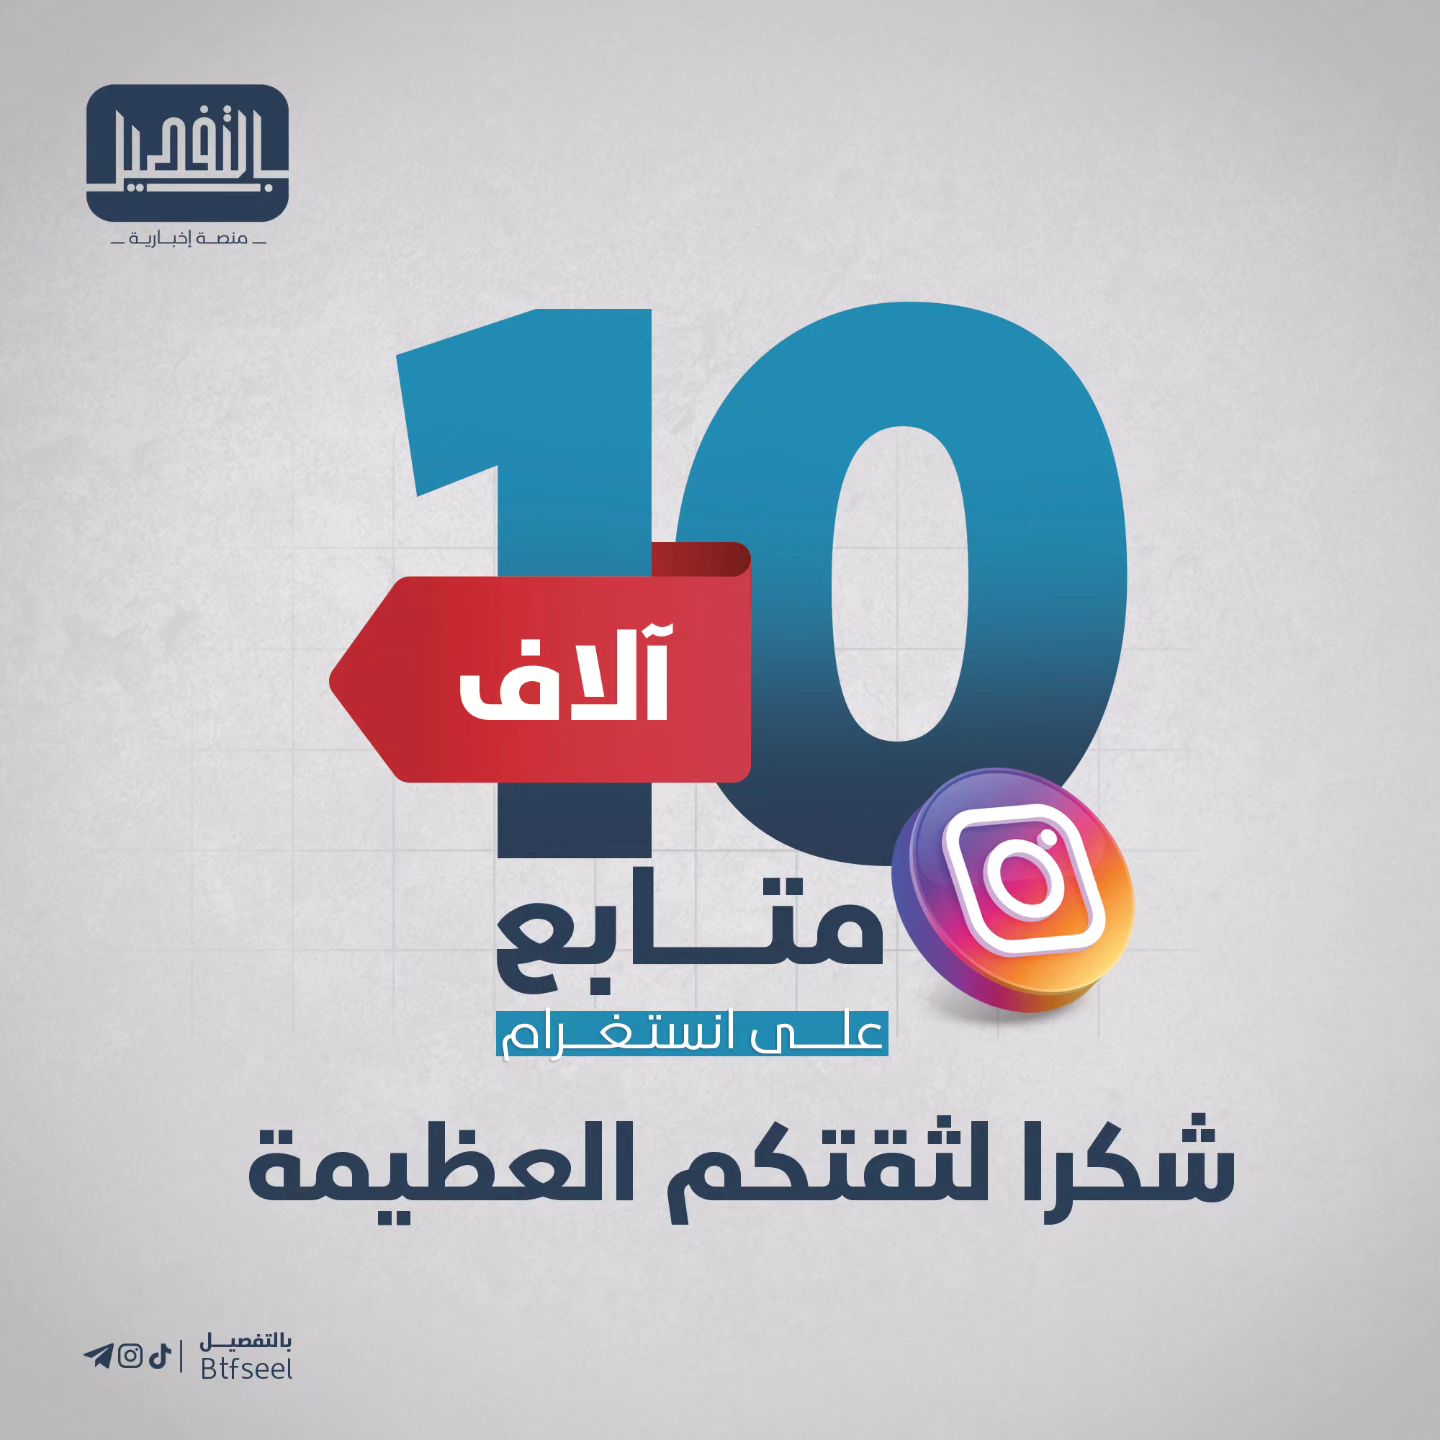 بالتفصيل
منصة إخبارية
10
آلاف
متابع
على انستغرام
شكرا لثقتكم العظيمة
بالتفصيل
Btfseel